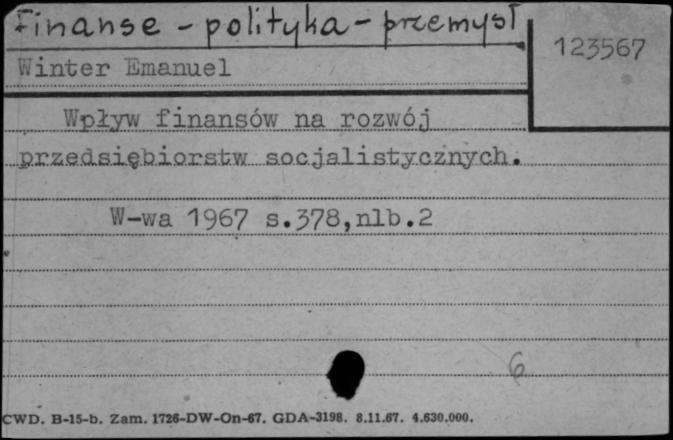 Finanse - polityka - przemysł
123567
Winter Emanuel
Wpływ finansów na rozwój
przedsiębiorstw socjalistycznych.
W-wa 1967 s.378,nlb.2
6
CWD. B-15-b. Zam. 1726-DW-On-67. GDA-3198. 8.11.67. 4.630.000.